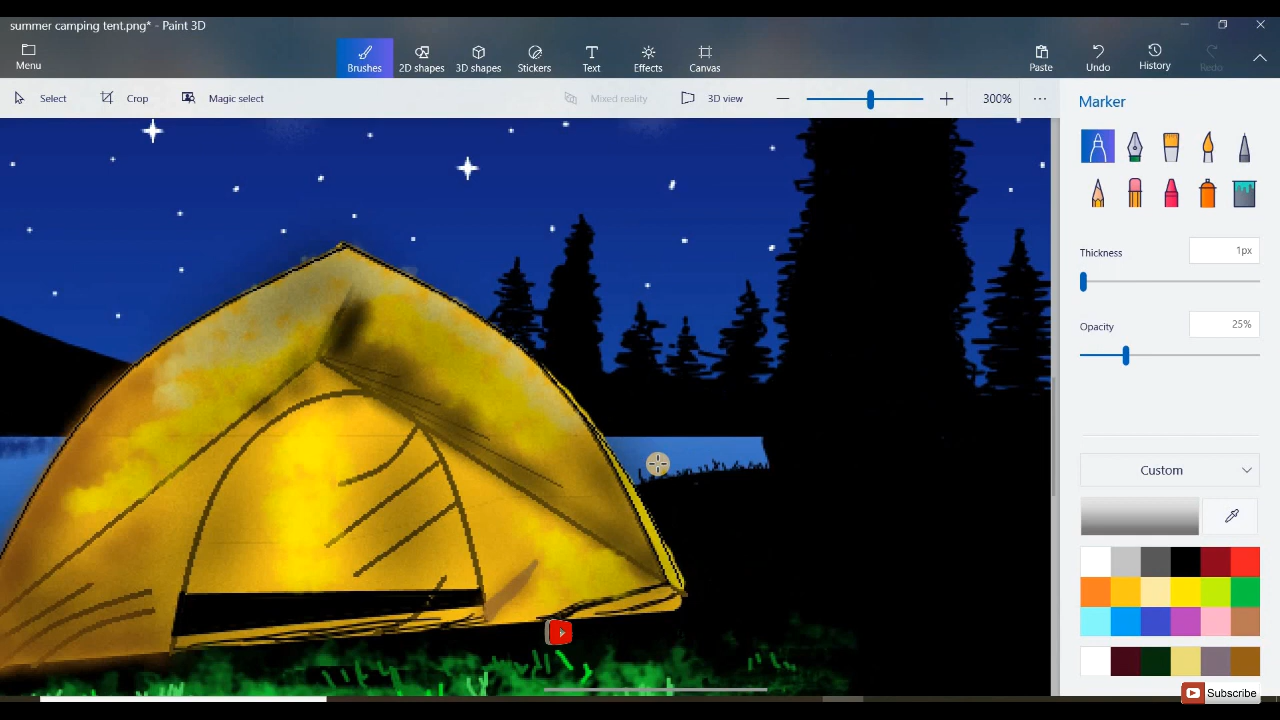 summer camping tent.png* - Paint 3D
Menu
Brushes
2D shapes
3D shapes
Stickers
Text
Effects
Canvas
Paste
Undo
History
Redo
Select
Crop
Magic select
Mixed reality
3D view
300%
Marker
Thickness
1px
Opacity
25%
Custom
Subscribe